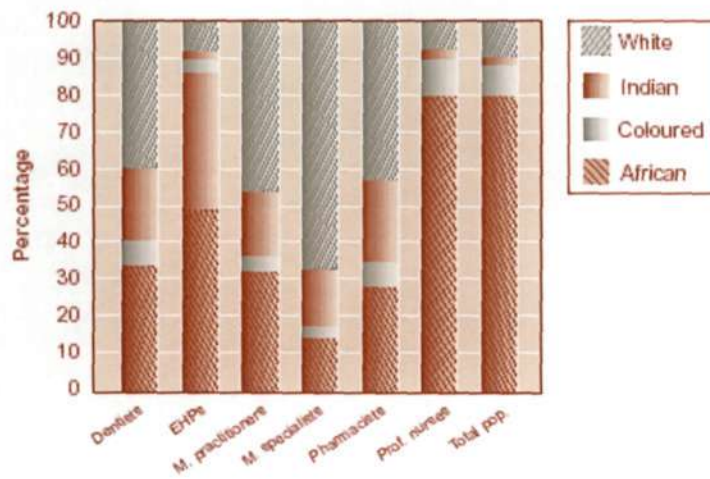 100
90
80
70
60
50
40
30
20
10
0
Percentage
Dentists
EHPs
M. practitioners
M. specialists
Pharmacists
Prof. nurses
Total pop.
White
Indian
Coloured
African